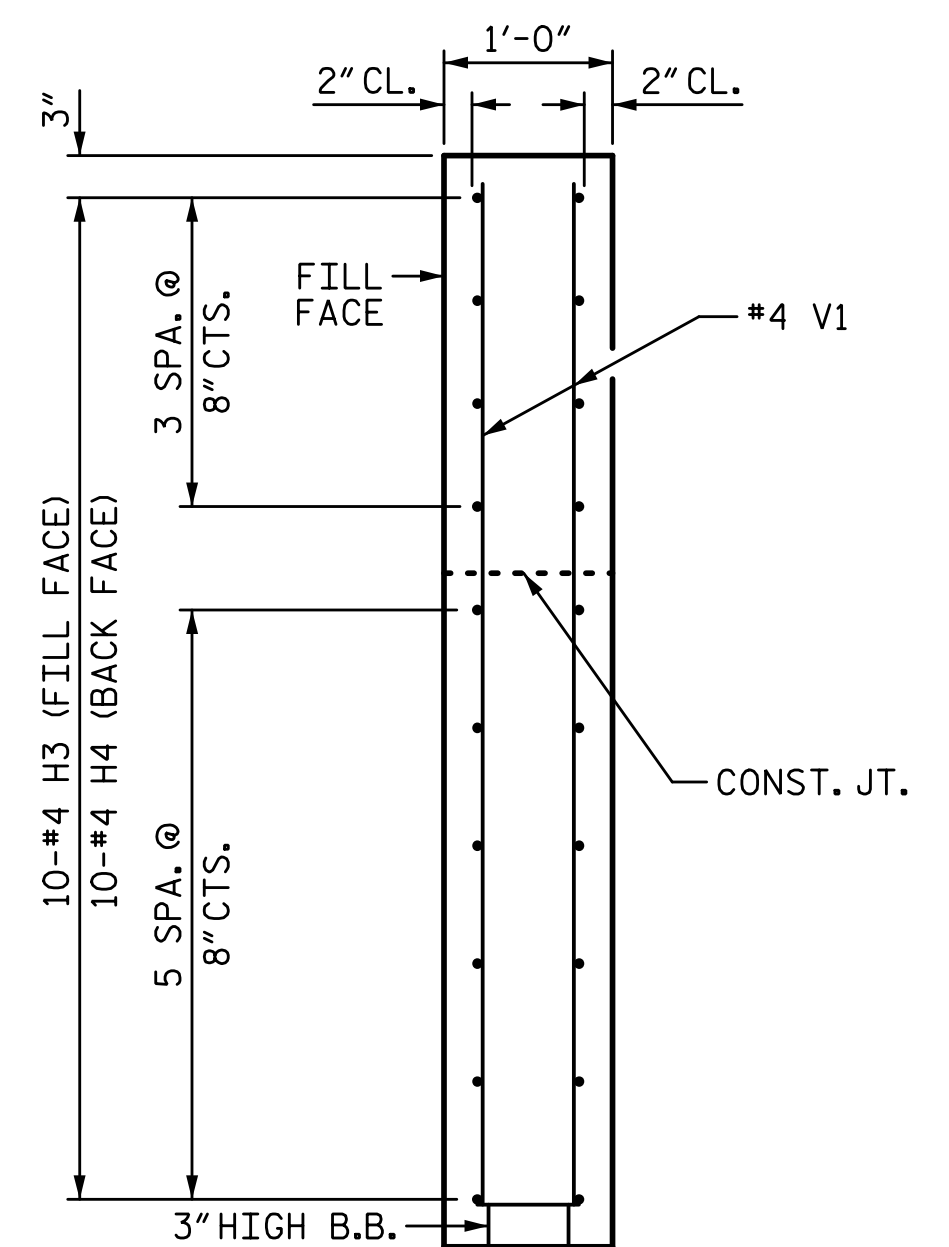 1'-0"
2" CL.
2" CL.
3"
FILL
FACE
3 SPA. @
8" CTS.
#4 V1
10-#4 H3 (FILL FACE)
10-#4 H4 (BACK FACE)
CONST. JT.
5 SPA. @
8" CTS.
3" HIGH B.B.